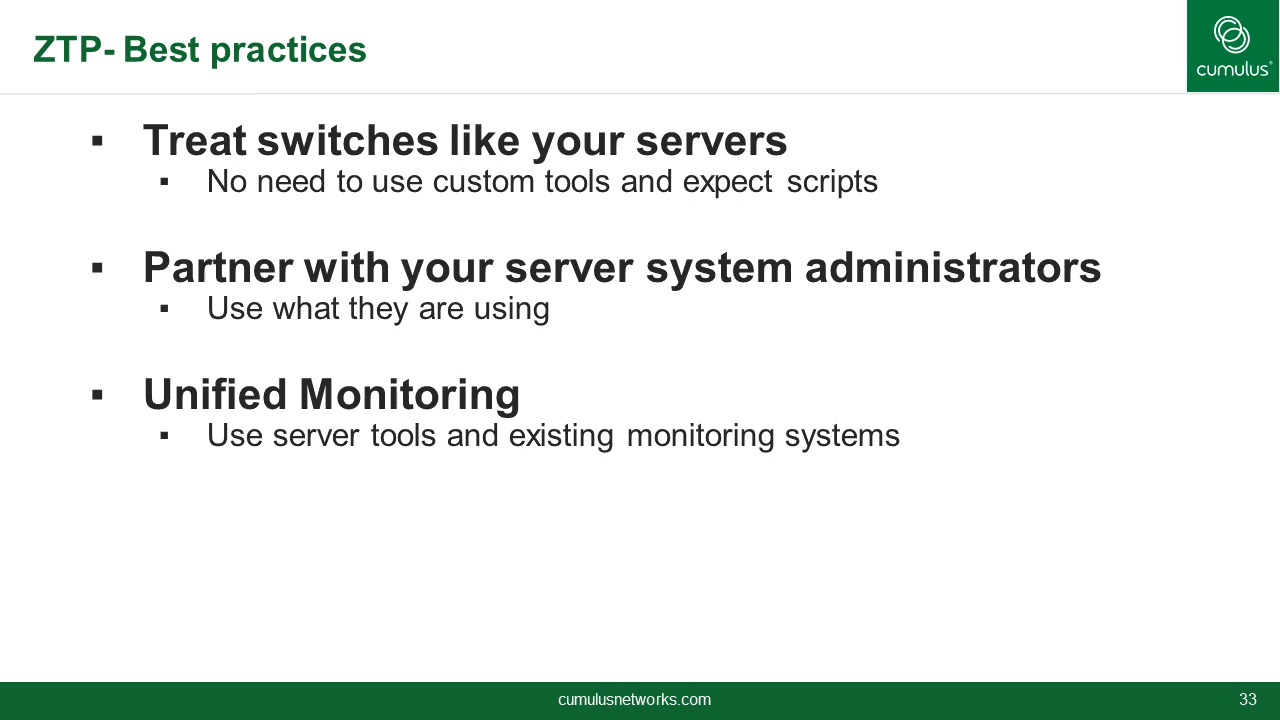 ZTP- Best practices
cumulus®
▪ Treat switches like your servers
▪ No need to use custom tools and expect scripts
▪ Partner with your server system administrators
▪ Use what they are using
▪ Unified Monitoring
▪ Use server tools and existing monitoring systems
cumulusnetworks.com
33